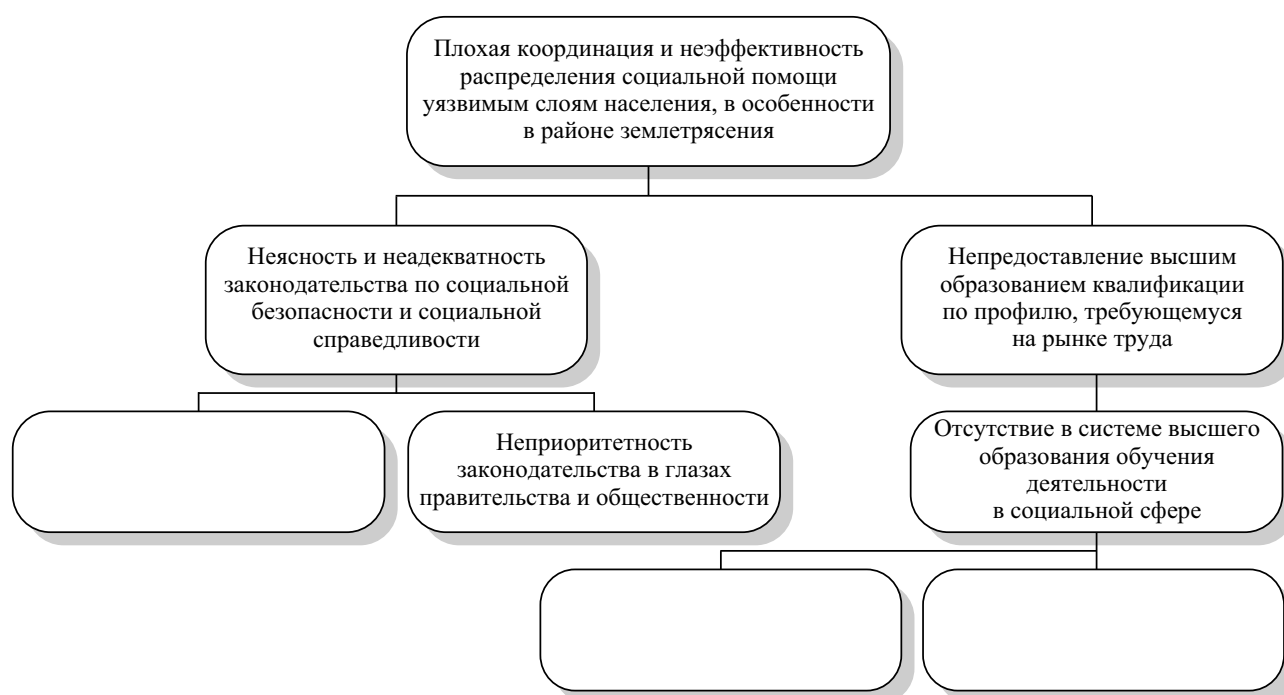 Плохая координация и неэффективность
распределения социальной помощи
уязвимым слоям населения, в особенности
в районе землетрясения
Неясность и неадекватность
законодательства по социальной
безопасности и социальной
справедливости
Непредоставление высшим
образованием квалификации
по профилю, требующемуся
на рынке труда
Неприоритетность
законодательства в глазах
правительства и общественности
Отсутствие в системе высшего
образования обучения
деятельности
в социальной сфере